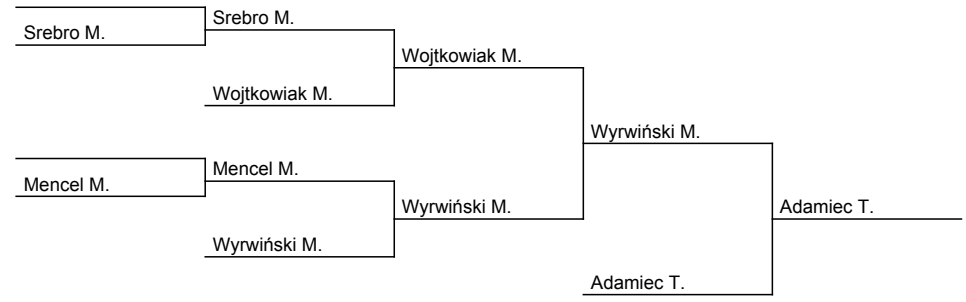 Srebro M.
Srebro M.
Wojtkowiak M.
Wojtkowiak M.
Wyrwiński M.
Mencel M.
Mencel M.
Wyrwiński M.
Adamiec T.
Wyrwiński M.
Adamiec T.